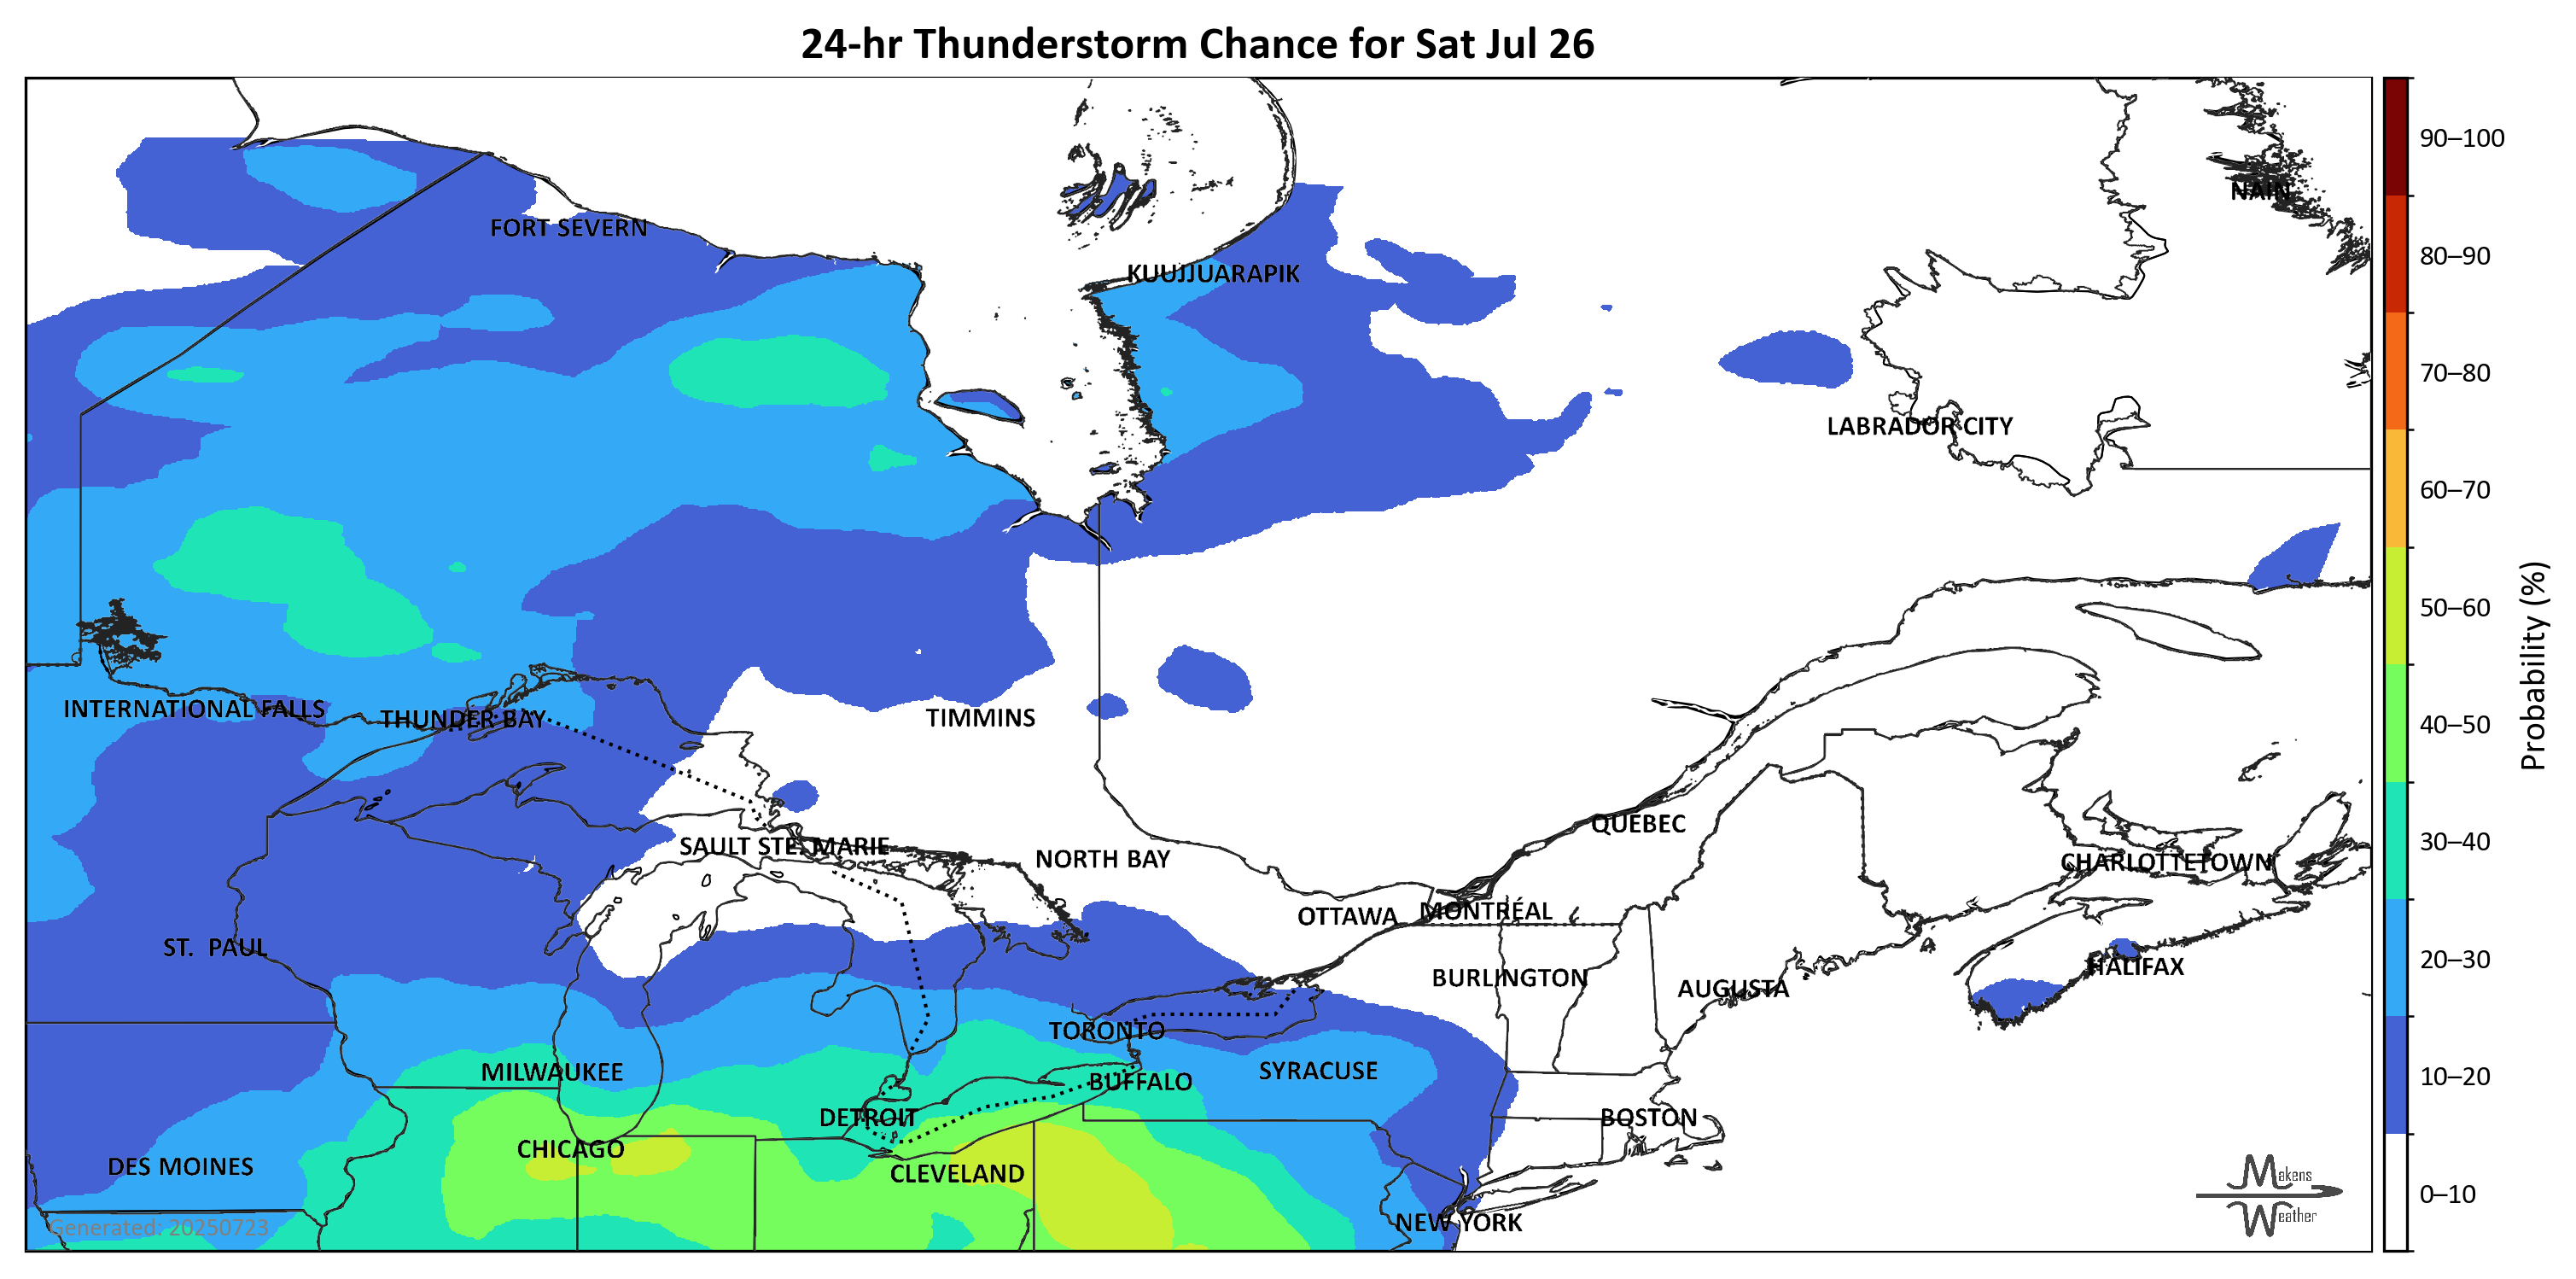 24-hr Thunderstorm Chance for Sat Jul 26
90–100
NAIN
FORT SEVERN
80–90
KUUJJUARAPIK
70–80
LABRADOR CITY
60–70
50–60
Probability (%)
INTERNATIONAL FALLS
THUNDER BAY
TIMMINS
40–50
QUEBEC
SAULT STE. MARIE
30–40
NORTH BAY
CHARLOTTETOWN
OTTAWA
MONTRÉAL
ST. PAUL
20–30
HALIFAX
BURLINGTON
AUGUSTA
TORONTO
SYRACUSE
MILWAUKEE
10–20
BUFFALO
DETROIT
BOSTON
CHICAGO
DES MOINES
CLEVELAND
Makens
Weather
0–10
NEW YORK
Generated: 20250723